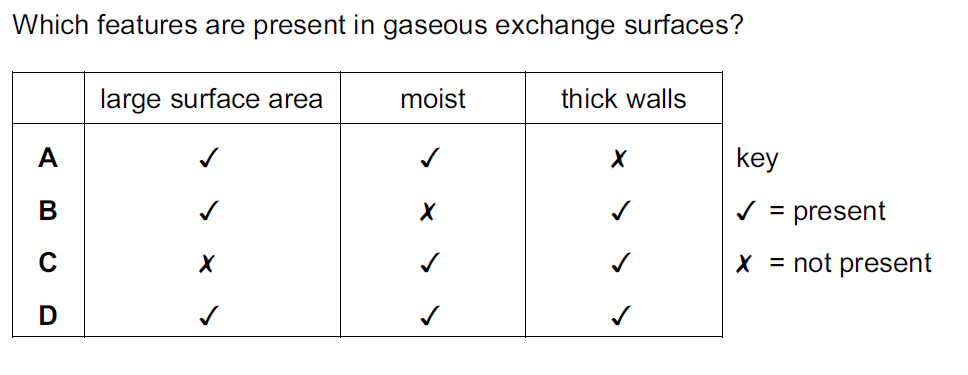 Which features are present in gaseous exchange surfaces?
large surface area moist thick walls
A ✓ ✓ ✗ key
B ✓ ✗ ✓ ✓ = present
C ✗ ✓ ✓ ✗ = not present
D ✓ ✓ ✓